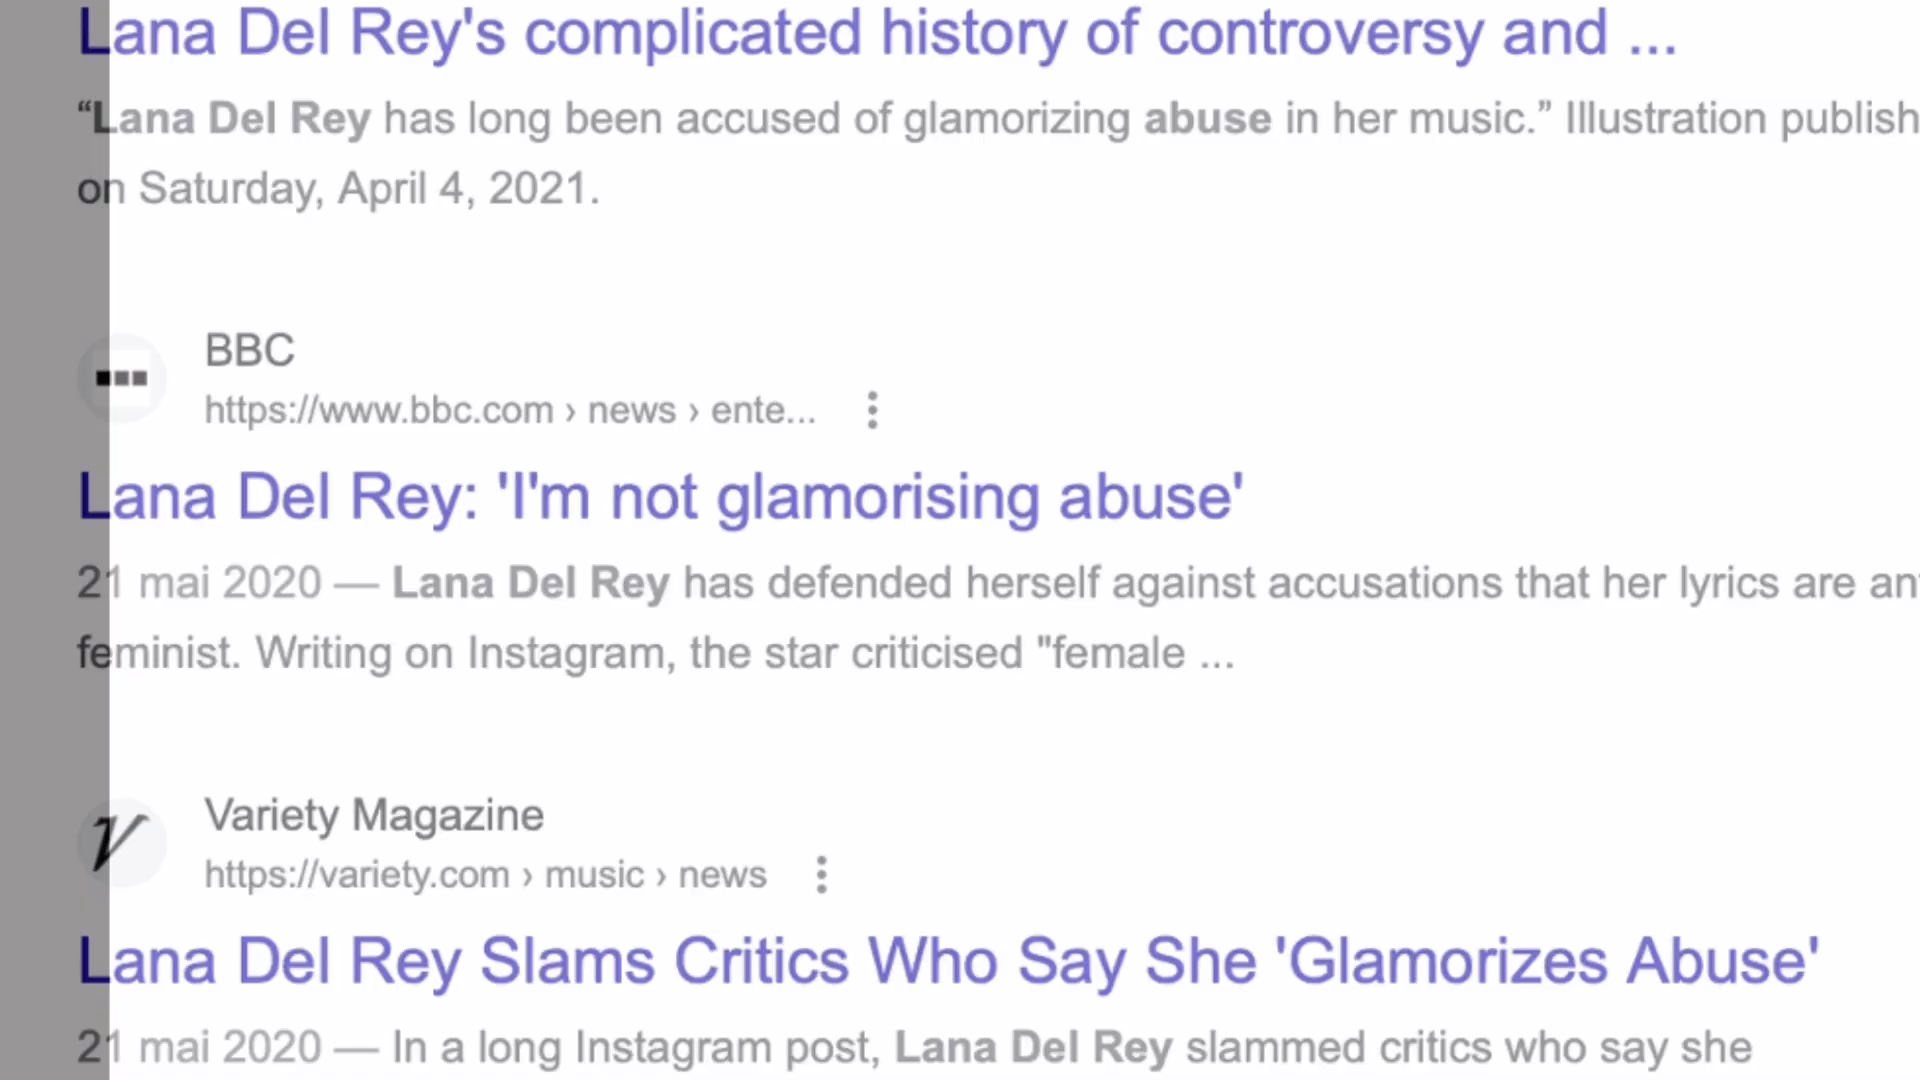 Lana Del Rey's complicated history of controversy and ...
“Lana Del Rey has long been accused of glamorizing abuse in her music.” Illustration publish
on Saturday, April 4, 2021.
BBC
https://www.bbc.com › news › ente...
Lana Del Rey: 'I'm not glamorising abuse'
21 mai 2020 — Lana Del Rey has defended herself against accusations that her lyrics are an
feminist. Writing on Instagram, the star criticised "female ...
Variety Magazine
https://variety.com › music › news
Lana Del Rey Slams Critics Who Say She 'Glamorizes Abuse'
21 mai 2020 — In a long Instagram post, Lana Del Rey slammed critics who say she